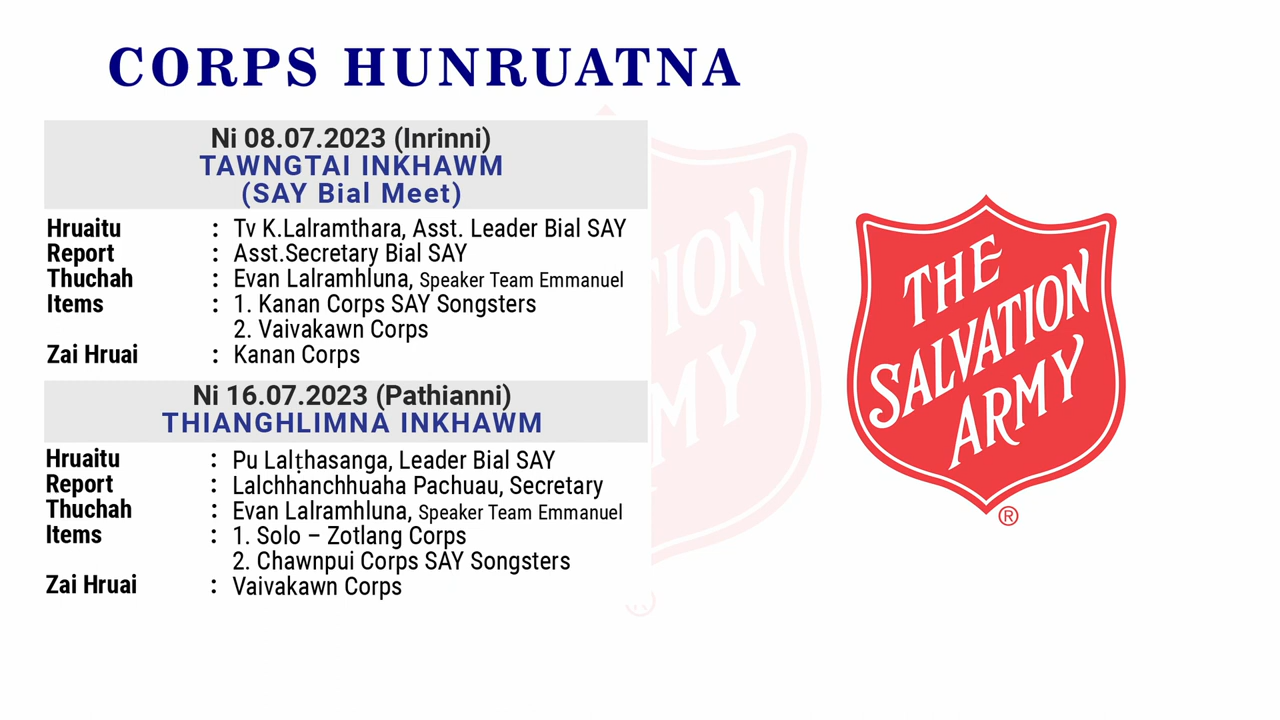 CORPS HUNRUATNA
Ni 08.07.2023 (Inrinni)
TAWNGTAI INKHAWM
(SAY Bial Meet)
Hruaitu : Tv K.Lalramthara, Asst. Leader Bial SAY
Report : Asst.Secretary Bial SAY
Thuchah : Evan Lalramhluna, Speaker Team Emmanuel
Items : 1. Kanan Corps SAY Songsters
2. Vaivakawn Corps
Zai Hruai : Kanan Corps
Ni 16.07.2023 (Pathianni)
THIANGHLIMNA INKHAWM
Hruaitu : Pu Lalṭhasanga, Leader Bial SAY
Report : Lalchhanchhuaha Pachuau, Secretary
Thuchah : Evan Lalramhluna, Speaker Team Emmanuel
Items : 1. Solo – Zotlang Corps
2. Chawnpui Corps SAY Songsters
Zai Hruai : Vaivakawn Corps
TION
MY
THE
SALVATION
ARMY
®